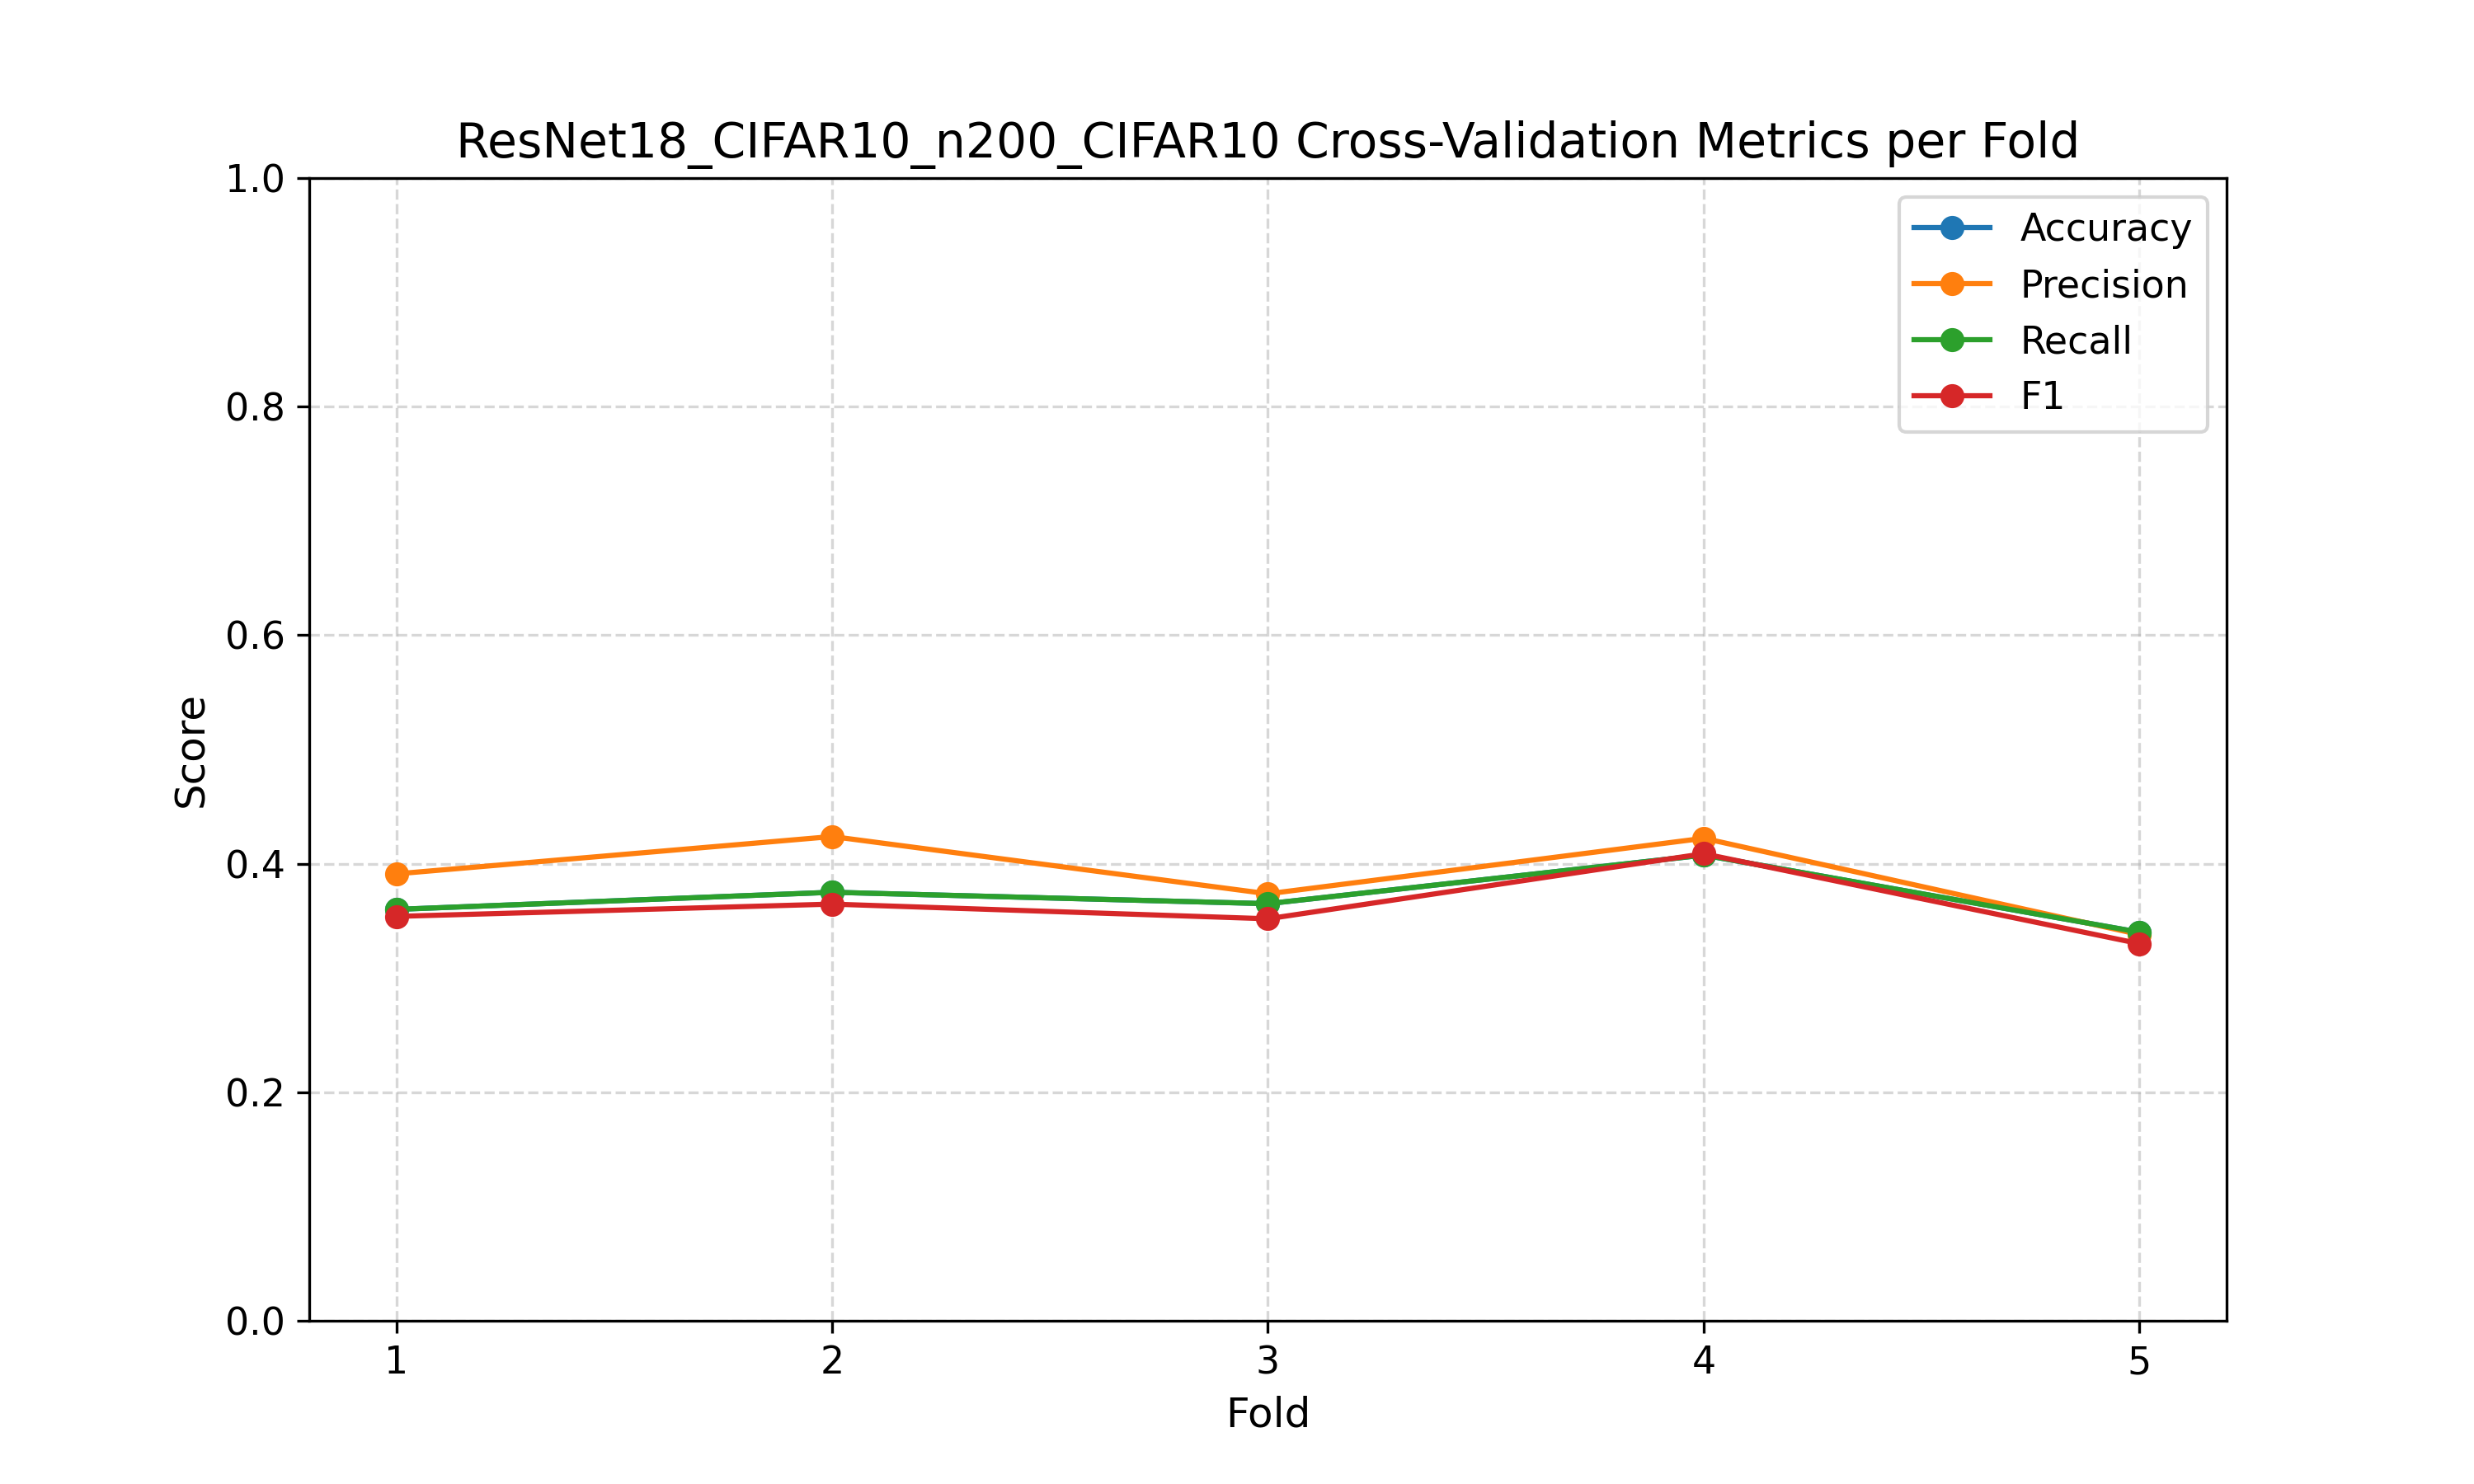 ResNet18_CIFAR10_n200_CIFAR10 Cross-Validation Metrics per Fold
1.0
0.8
0.6
0.4
0.2
0.0
Score
Accuracy
Precision
Recall
F1
1 2 3 4 5
Fold